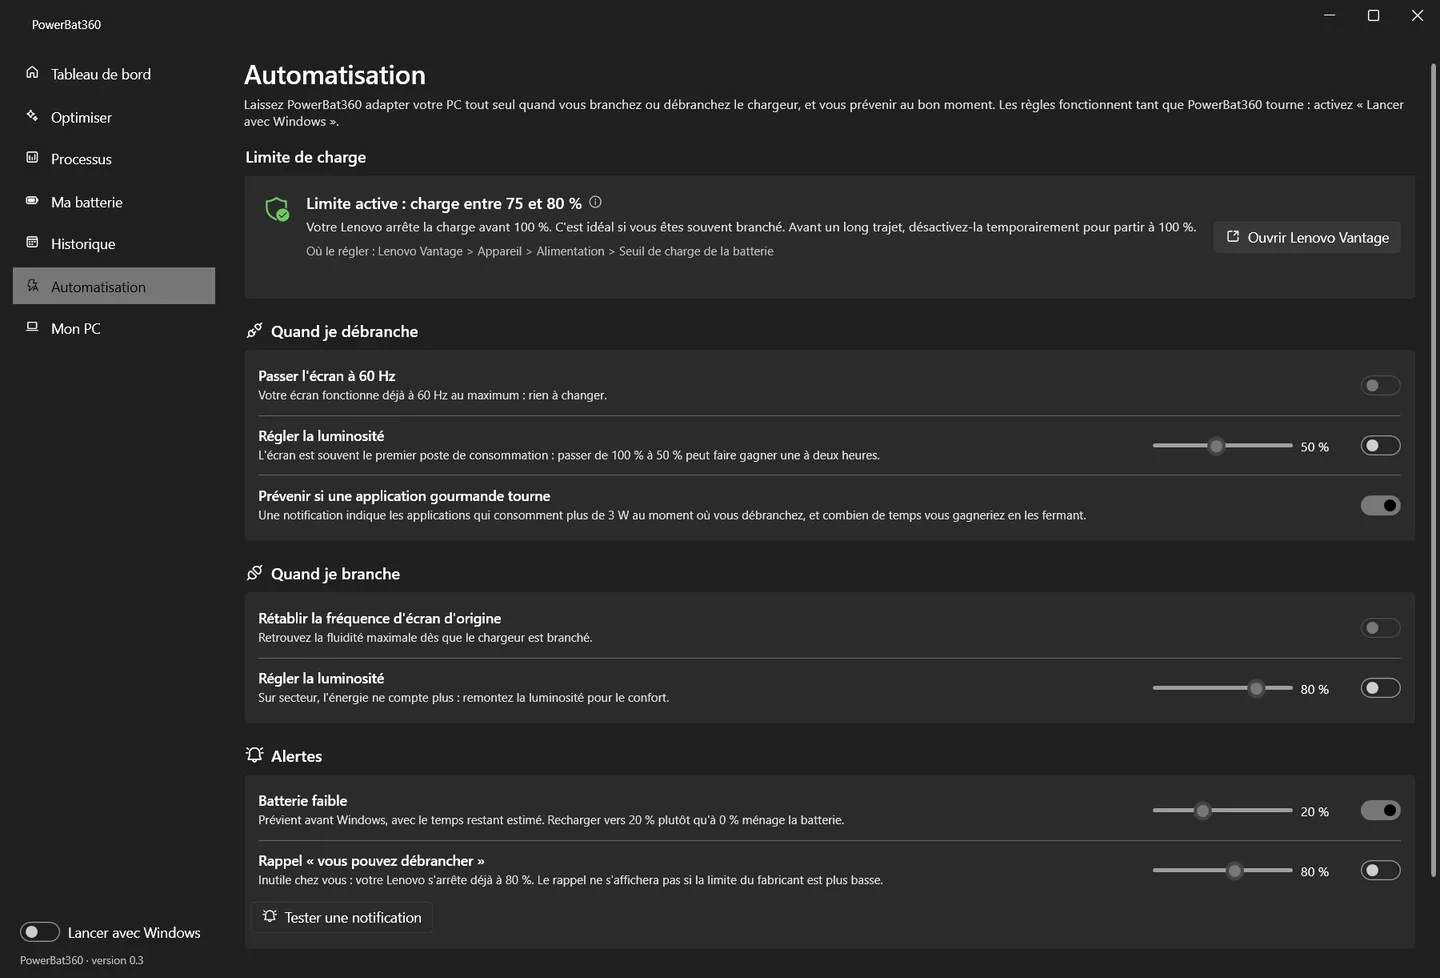 PowerBat360
Tableau de bord
Optimiser
Processus
Ma batterie
Historique
Automatisation
Mon PC
Lancer avec Windows
PowerBat360 · version 0.3
Automatisation
Laissez PowerBat360 adapter votre PC tout seul quand vous branchez ou débranchez le chargeur, et vous prévenir au bon moment. Les règles fonctionnent tant que PowerBat360 tourne : activez « Lancer
avec Windows ».
Limite de charge
Limite active : charge entre 75 et 80 %
Votre Lenovo arrête la charge avant 100 %. C'est idéal si vous êtes souvent branché. Avant un long trajet, désactivez-la temporairement pour partir à 100 %.
Où le régler : Lenovo Vantage > Appareil > Alimentation > Seuil de charge de la batterie
Ouvrir Lenovo Vantage
Quand je débranche
Passer l'écran à 60 Hz
Votre écran fonctionne déjà à 60 Hz au maximum : rien à changer.
Régler la luminosité
L'écran est souvent le premier poste de consommation : passer de 100 % à 50 % peut faire gagner une à deux heures.
50 %
Prévenir si une application gourmande tourne
Une notification indique les applications qui consomment plus de 3 W au moment où vous débranchez, et combien de temps vous gagneriez en les fermant.
Quand je branche
Rétablir la fréquence d'écran d'origine
Retrouvez la fluidité maximale dès que le chargeur est branché.
Régler la luminosité
Sur secteur, l'énergie ne compte plus : remontez la luminosité pour le confort.
80 %
Alertes
Batterie faible
Prévient avant Windows, avec le temps restant estimé. Recharger vers 20 % plutôt qu'à 0 % ménage la batterie.
20 %
Rappel « vous pouvez débrancher »
Inutile chez vous : votre Lenovo s'arrête déjà à 80 %. Le rappel ne s'affichera pas si la limite du fabricant est plus basse.
80 %
Tester une notification